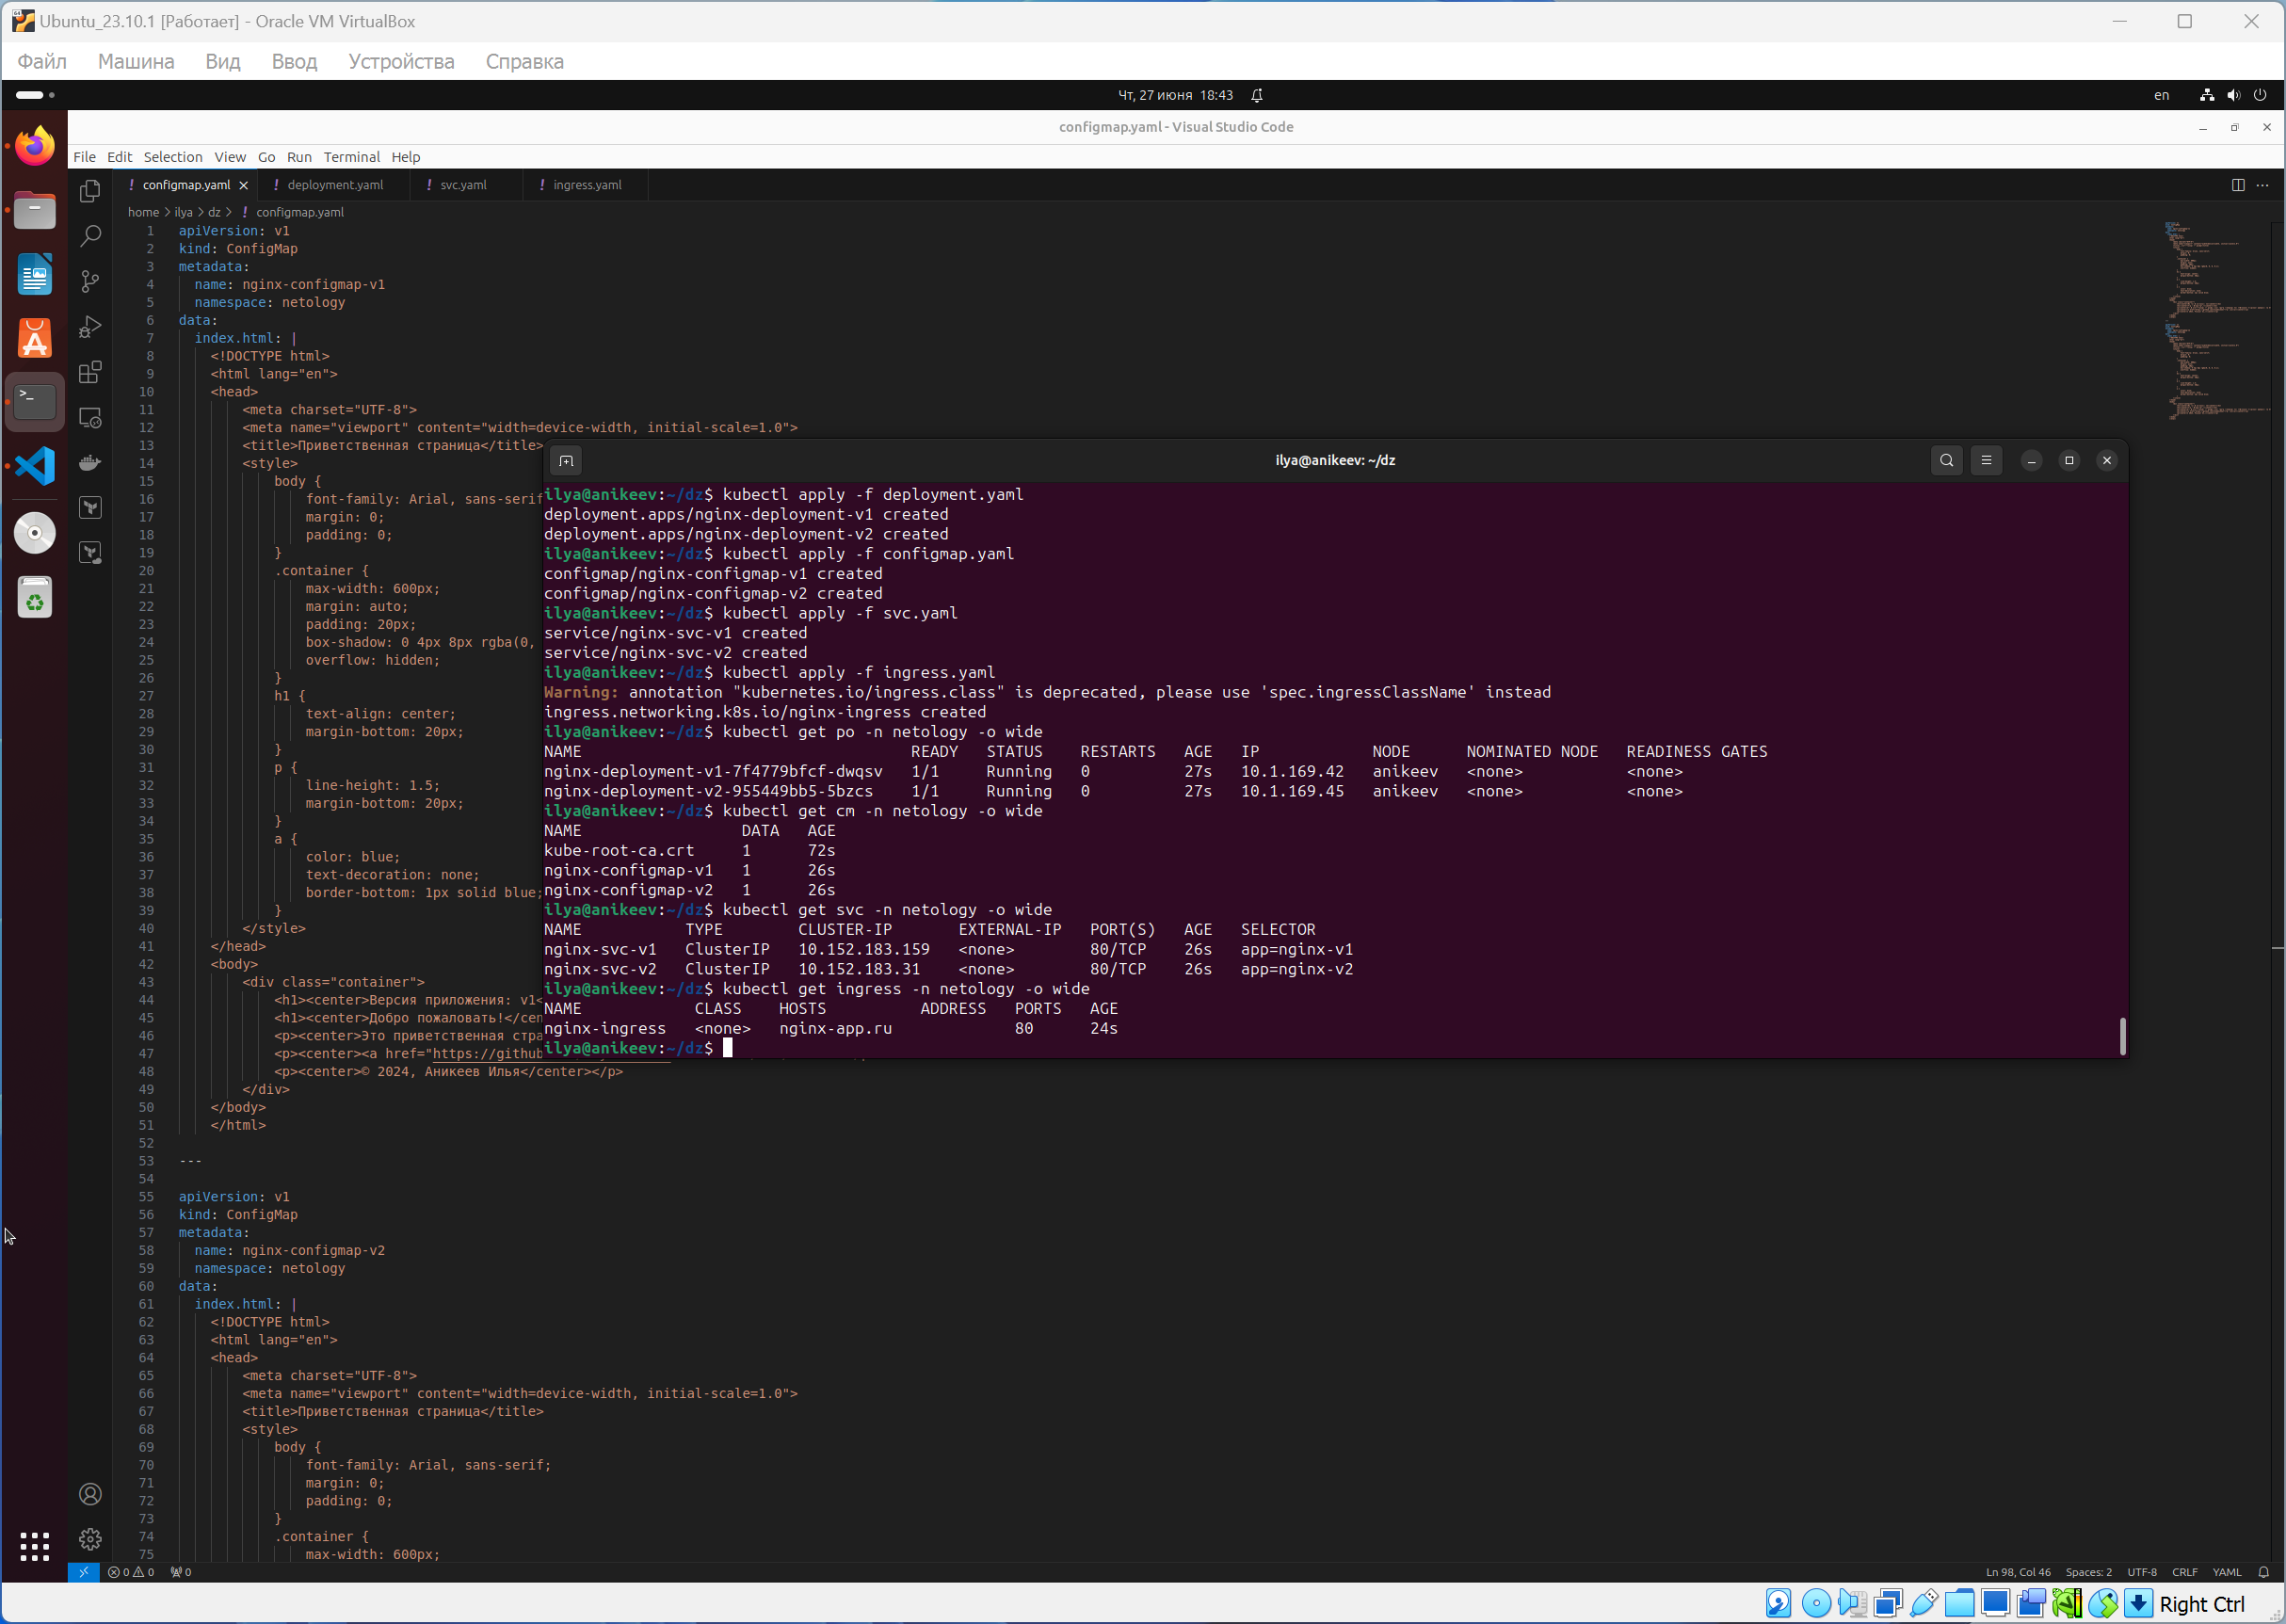 Ubuntu_23.10.1 [Работает] - Oracle VM VirtualBox
Файл Машина Вид Ввод Устройства Справка
Чт, 27 июня 18:43
en
configmap.yaml - Visual Studio Code
File Edit Selection View Go Run Terminal Help
! configmap.yaml ! deployment.yaml ! svc.yaml ! ingress.yaml
home > ilya > dz > ! configmap.yaml
1 apiVersion: v1
2 kind: ConfigMap
3 metadata:
4 name: nginx-configmap-v1
5 namespace: netology
6 data:
7 index.html: |
8 <!DOCTYPE html>
9 <html lang="en">
10 <head>
11 <meta charset="UTF-8">
12 <meta name="viewport" content="width=device-width, initial-scale=1.0">
13 <title>Приветственная страница</title>
14 <style>
15 body {
16 font-family: Arial, sans-serif
17 margin: 0;
18 padding: 0;
19 }
20 .container {
21 max-width: 600px;
22 margin: auto;
23 padding: 20px;
24 box-shadow: 0 4px 8px rgba(0,
25 overflow: hidden;
26 }
27 h1 {
28 text-align: center;
29 margin-bottom: 20px;
30 }
31 p {
32 line-height: 1.5;
33 margin-bottom: 20px;
34 }
35 a {
36 color: blue;
37 text-decoration: none;
38 border-bottom: 1px solid blue;
39 }
40 </style>
41 </head>
42 <body>
43 <div class="container">
44 <h1><center>Версия приложения: v1<
45 <h1><center>Добро пожаловать!</cen
46 <p><center>Это приветственная стра
47 <p><center><a href="https://github
48 <p><center>© 2024, Аникеев Илья</center></p>
49 </div>
50 </body>
51 </html>
52
53 ---
54
55 apiVersion: v1
56 kind: ConfigMap
57 metadata:
58 name: nginx-configmap-v2
59 namespace: netology
60 data:
61 index.html: |
62 <!DOCTYPE html>
63 <html lang="en">
64 <head>
65 <meta charset="UTF-8">
66 <meta name="viewport" content="width=device-width, initial-scale=1.0">
67 <title>Приветственная страница</title>
68 <style>
69 body {
70 font-family: Arial, sans-serif;
71 margin: 0;
72 padding: 0;
73 }
74 .container {
75 max-width: 600px;
ilya@anikeev: ~/dz
ilya@anikeev:~/dz$ kubectl apply -f deployment.yaml
deployment.apps/nginx-deployment-v1 created
deployment.apps/nginx-deployment-v2 created
ilya@anikeev:~/dz$ kubectl apply -f configmap.yaml
configmap/nginx-configmap-v1 created
configmap/nginx-configmap-v2 created
ilya@anikeev:~/dz$ kubectl apply -f svc.yaml
service/nginx-svc-v1 created
service/nginx-svc-v2 created
ilya@anikeev:~/dz$ kubectl apply -f ingress.yaml
Warning: annotation "kubernetes.io/ingress.class" is deprecated, please use 'spec.ingressClassName' instead
ingress.networking.k8s.io/nginx-ingress created
ilya@anikeev:~/dz$ kubectl get po -n netology -o wide
NAME READY STATUS RESTARTS AGE IP NODE NOMINATED NODE READINESS GATES
nginx-deployment-v1-7f4779bfcf-dwqsv 1/1 Running 0 27s 10.1.169.42 anikeev <none> <none>
nginx-deployment-v2-955449bb5-5bzcs 1/1 Running 0 27s 10.1.169.45 anikeev <none> <none>
ilya@anikeev:~/dz$ kubectl get cm -n netology -o wide
NAME DATA AGE
kube-root-ca.crt 1 72s
nginx-configmap-v1 1 26s
nginx-configmap-v2 1 26s
ilya@anikeev:~/dz$ kubectl get svc -n netology -o wide
NAME TYPE CLUSTER-IP EXTERNAL-IP PORT(S) AGE SELECTOR
nginx-svc-v1 ClusterIP 10.152.183.159 <none> 80/TCP 26s app=nginx-v1
nginx-svc-v2 ClusterIP 10.152.183.31 <none> 80/TCP 26s app=nginx-v2
ilya@anikeev:~/dz$ kubectl get ingress -n netology -o wide
NAME CLASS HOSTS ADDRESS PORTS AGE
nginx-ingress <none> nginx-app.ru 80 24s
ilya@anikeev:~/dz$
0 0 0 Ln 98, Col 46 Spaces: 2 UTF-8 CRLF YAML
Right Ctrl